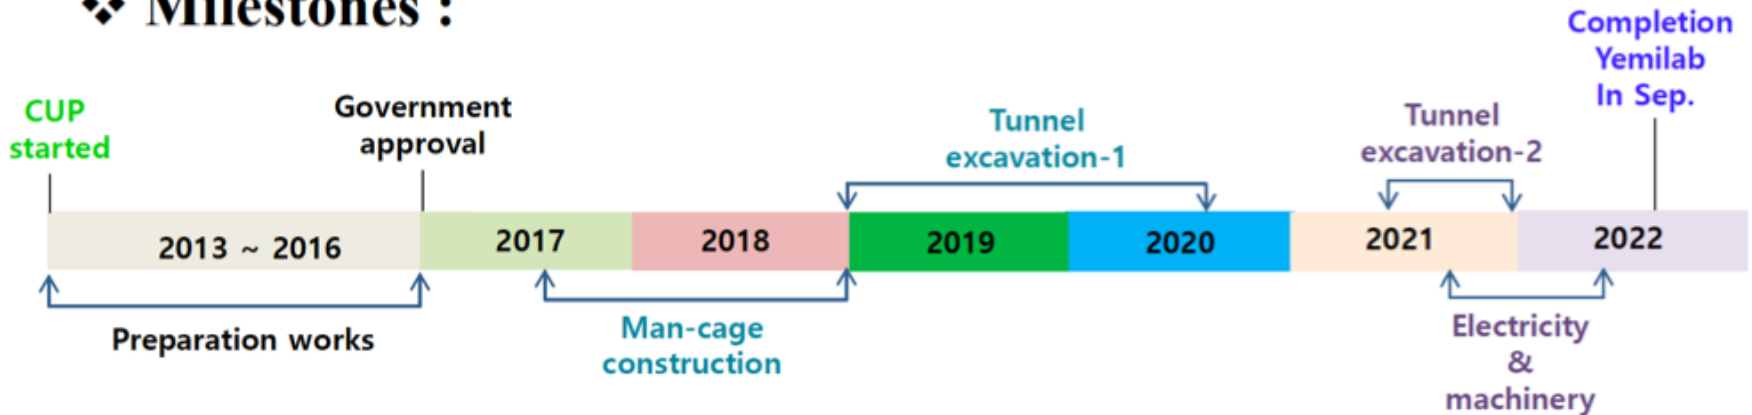 ❖ Milestones :
Completion
Yemilab
In Sep.
CUP
started
Government
approval
Tunnel
excavation-1
Tunnel
excavation-2
2013 ~ 2016
2017
2018
2019
2020
2021
2022
Preparation works
Man-cage
construction
Electricity
&
machinery